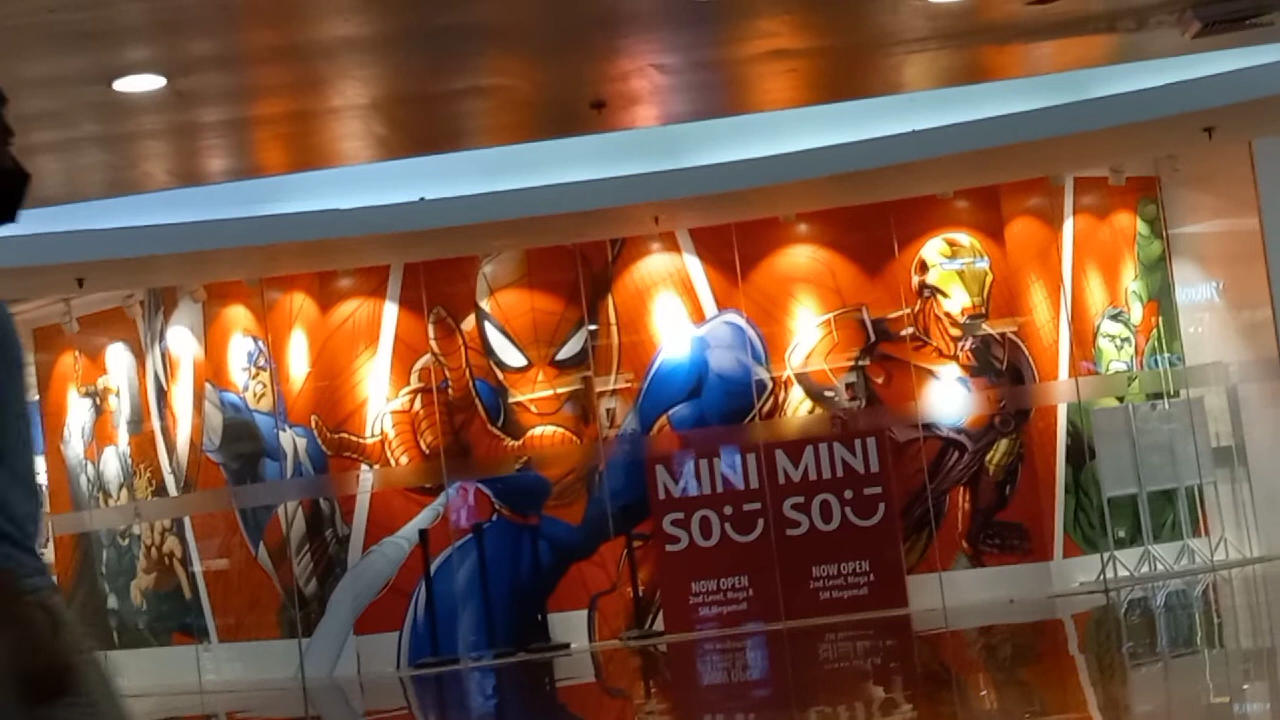 MINI
SO
NOW OPEN
2nd Level, Mega A
SM Megamall
MINI
SO
NOW OPEN
2nd Level, Mega A
SM Megamall